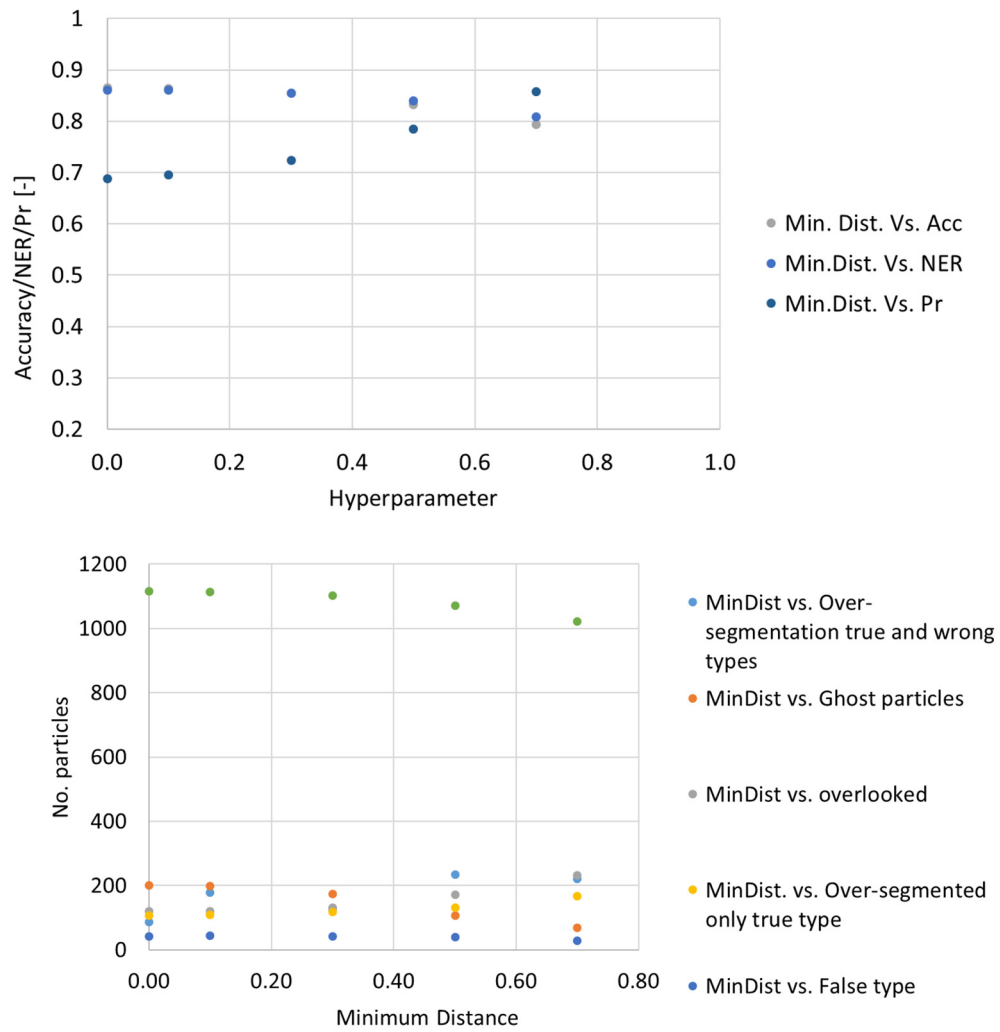 1
0.9
0.8
0.7
0.6
0.5
0.4
0.3
0.2
Accuracy/NER/Pr [-]
0.0 0.2 0.4 0.6 0.8 1.0
Hyperparameter
Min. Dist. Vs. Acc
Min.Dist. Vs. NER
Min.Dist. Vs. Pr
1200
1000
800
600
400
200
0
No. particles
0.00 0.20 0.40 0.60 0.80
Minimum Distance
MinDist vs. Over-
segmentation true and wrong
types
MinDist vs. Ghost particles
MinDist vs. overlooked
MinDist. vs. Over-segmented
only true type
MinDist vs. False type